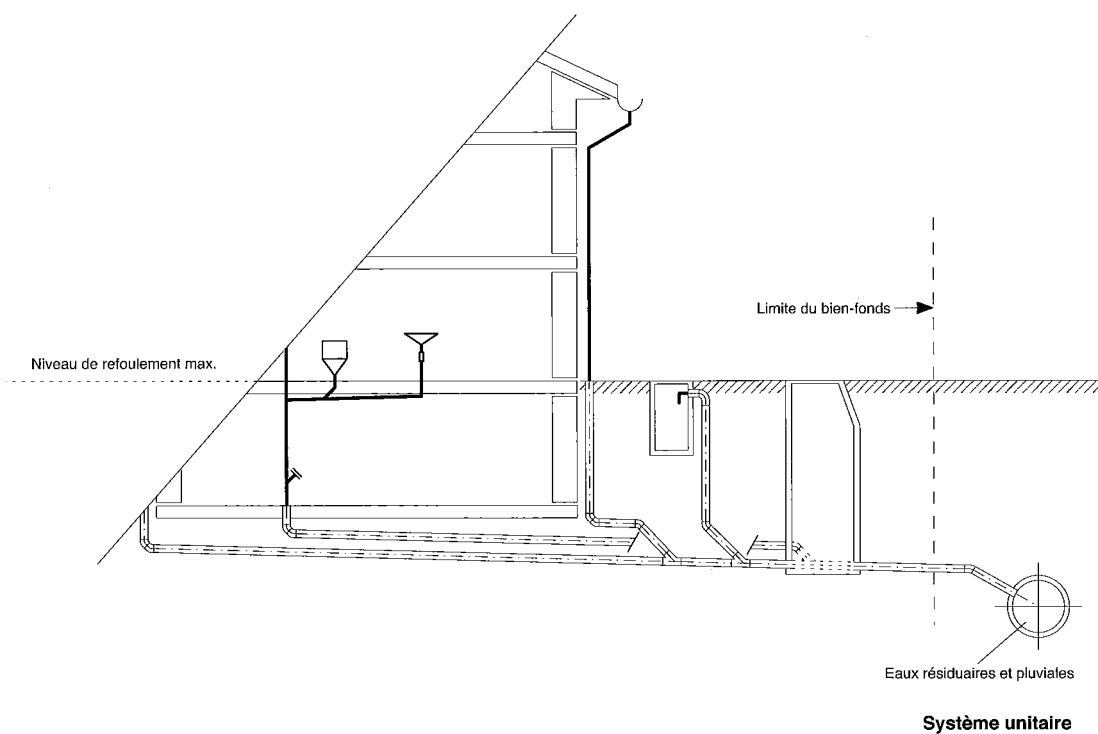 Limite du bien-fonds
Niveau de refoulement max.
Eaux résiduaires et pluviales
Système unitaire